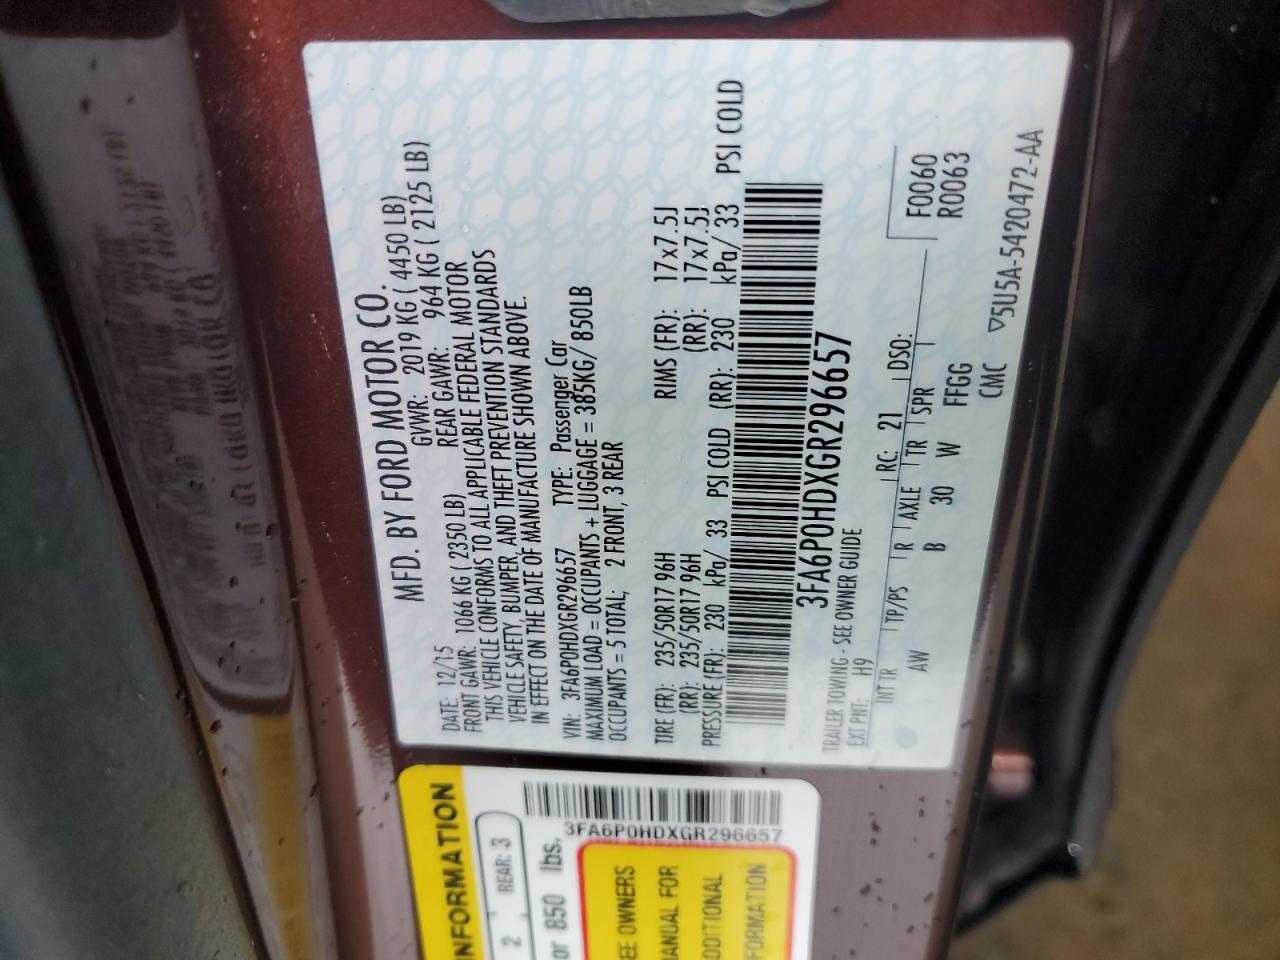 MFD. BY FORD MOTOR CO.
DATE: 12/15 GVWR: 2019 KG ( 4450 LB)
FRONT GAWR: 1066 KG ( 2350 LB) REAR GAWR: 964 KG ( 2125 LB)
THIS VEHICLE CONFORMS TO ALL APPLICABLE FEDERAL MOTOR
VEHICLE SAFETY, BUMPER, AND THEFT PREVENTION STANDARDS
IN EFFECT ON THE DATE OF MANUFACTURE SHOWN ABOVE.
VIN: 3FA6P0HDXGR296657 TYPE: Passenger Car
MAXIMUM LOAD = OCCUPANTS + LUGGAGE = 385KG/ 850LB
OCCUPANTS = 5 TOTAL; 2 FRONT, 3 REAR
TIRE (FR): 235/50R17 96H RIMS (FR): 17x7.5J
(RR): 235/50R17 96H (RR): 17x7.5J
PRESSURE (FR): 230 kPa/ 33 PSI COLD (RR): 230 kPa/ 33 PSI COLD
3FA6P0HDXGR296657
TRAILER TOWING - SEE OWNER GUIDE
EXT PNT: H9 RC: 21 DSO:
INT TR TP/PS R AXLE TR SPR
AW B 30 W FFGG
F0060
R0063
CMC ▽5U5A-5420472-AA
NFORMATION
2 REAR: 3
or 850 lbs.
3FA6P0HDXGR296657
EE OWNERS
ANUAL FOR
DDITIONAL
FORMATION